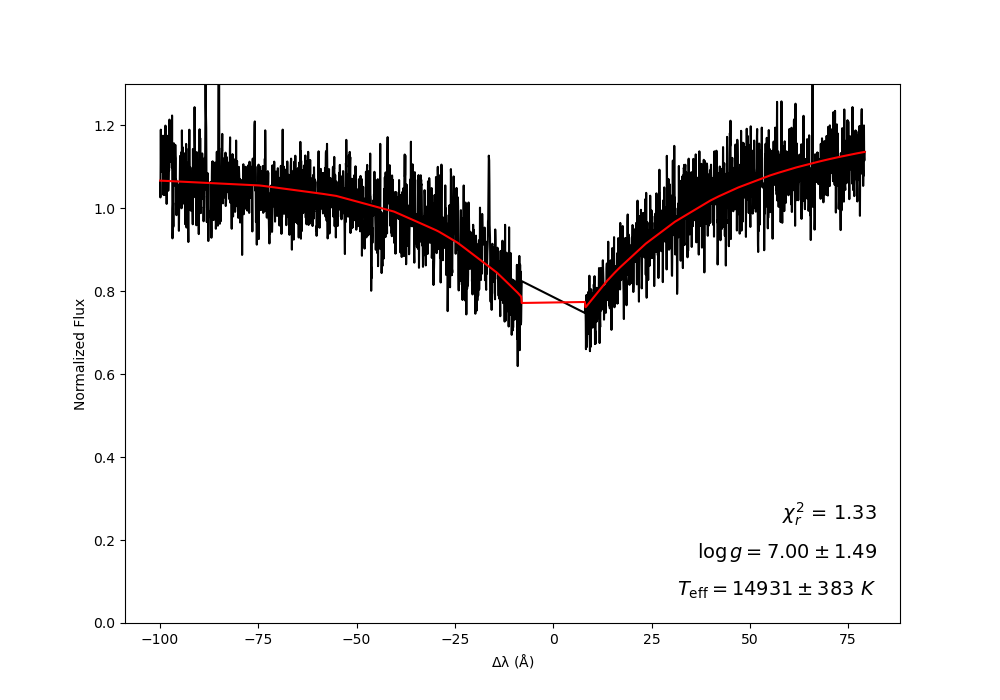 1.2
1.0
0.8
0.6
0.4
0.2
0.0
Normalized Flux
χ²ᵣ = 1.33
log g = 7.00 ± 1.49
T_eff = 14931 ± 383 K
−100 −75 −50 −25 0 25 50 75
Δλ (Å)